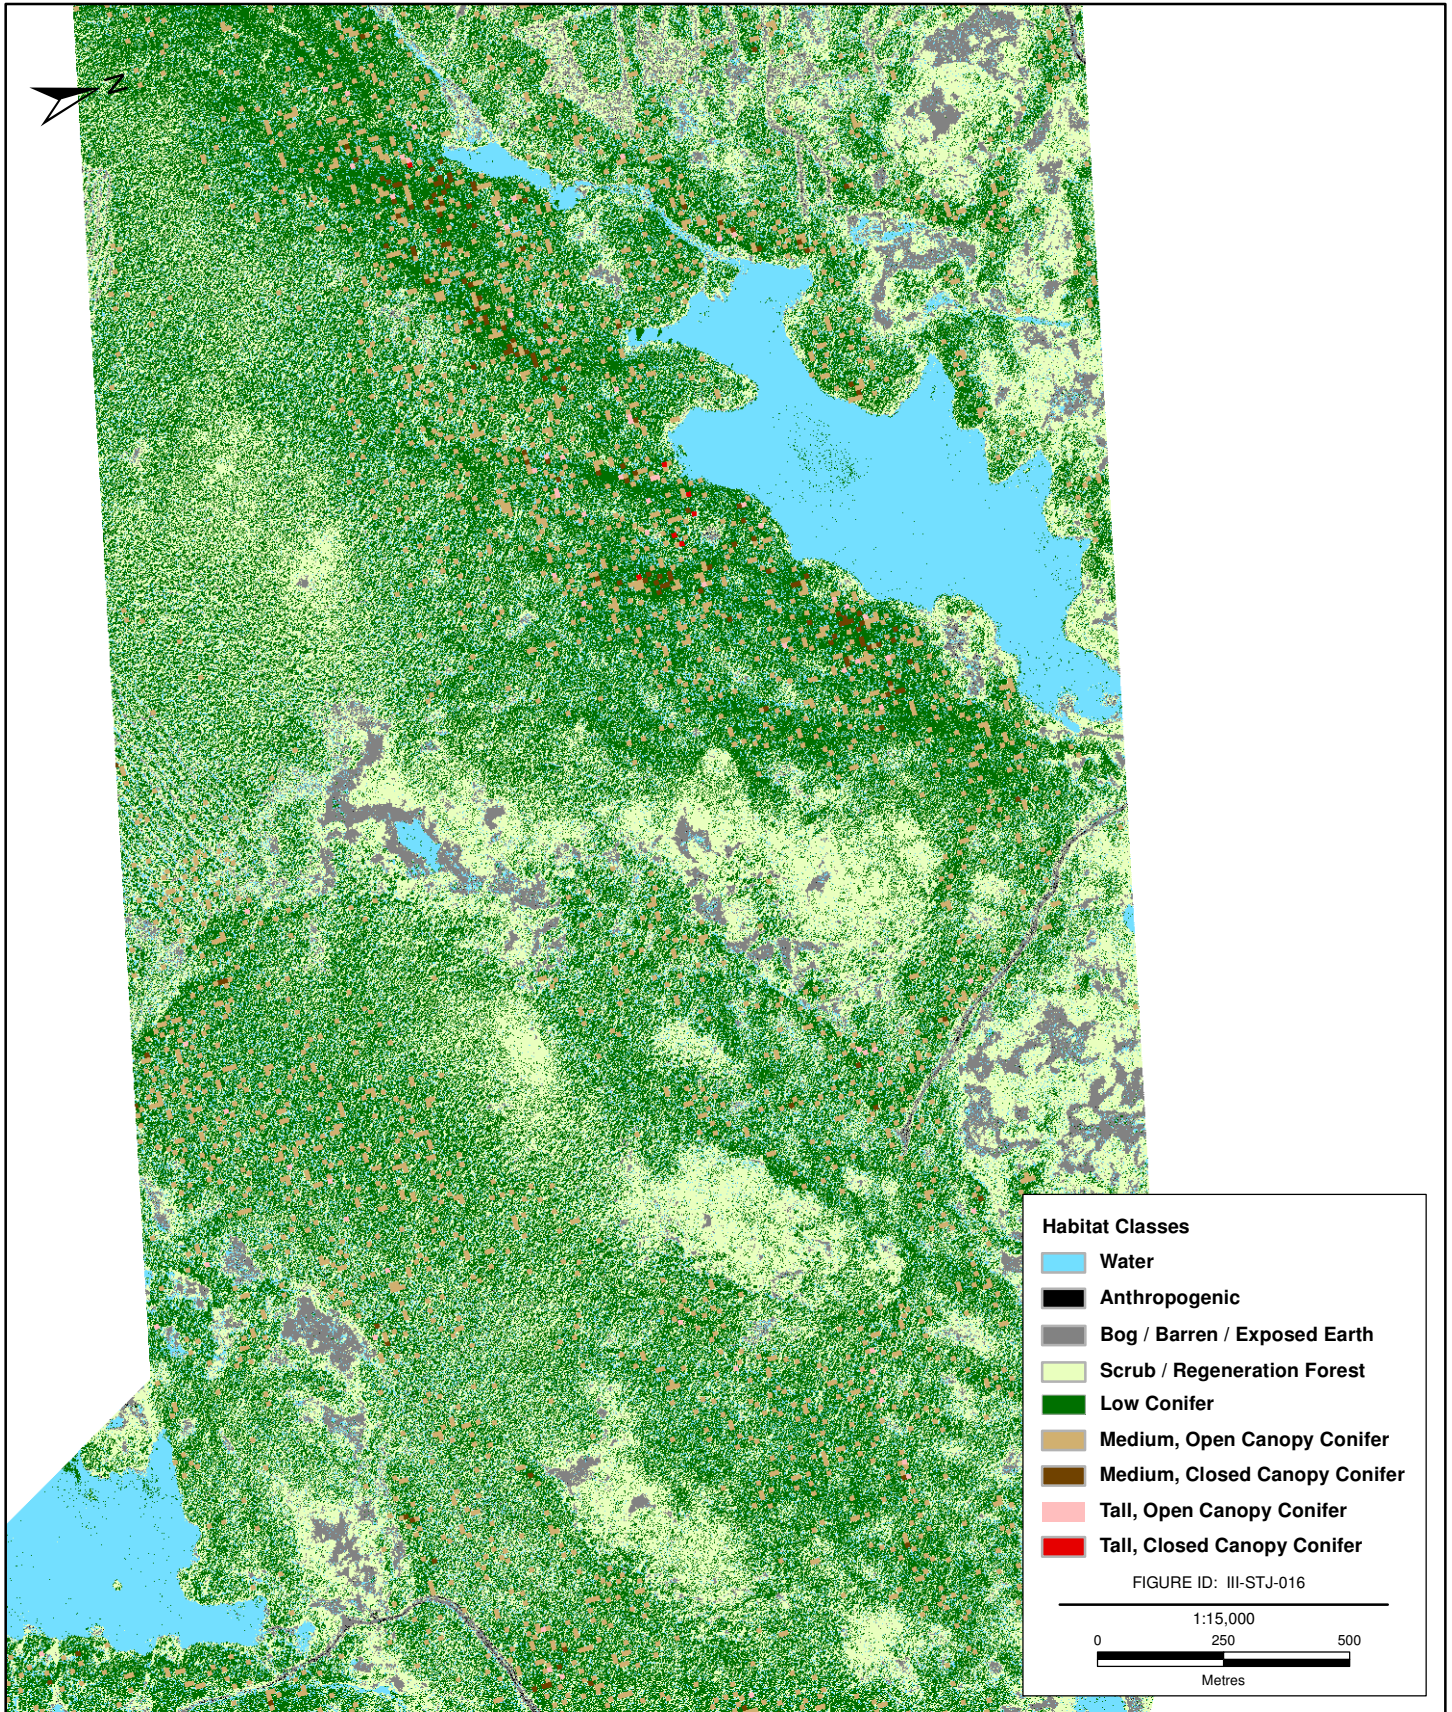 N
Habitat Classes
Water
Anthropogenic
Bog / Barren / Exposed Earth
Scrub / Regeneration Forest
Low Conifer
Medium, Open Canopy Conifer
Medium, Closed Canopy Conifer
Tall, Open Canopy Conifer
Tall, Closed Canopy Conifer
FIGURE ID: III-STJ-016
1:15,000
0 250 500
Metres